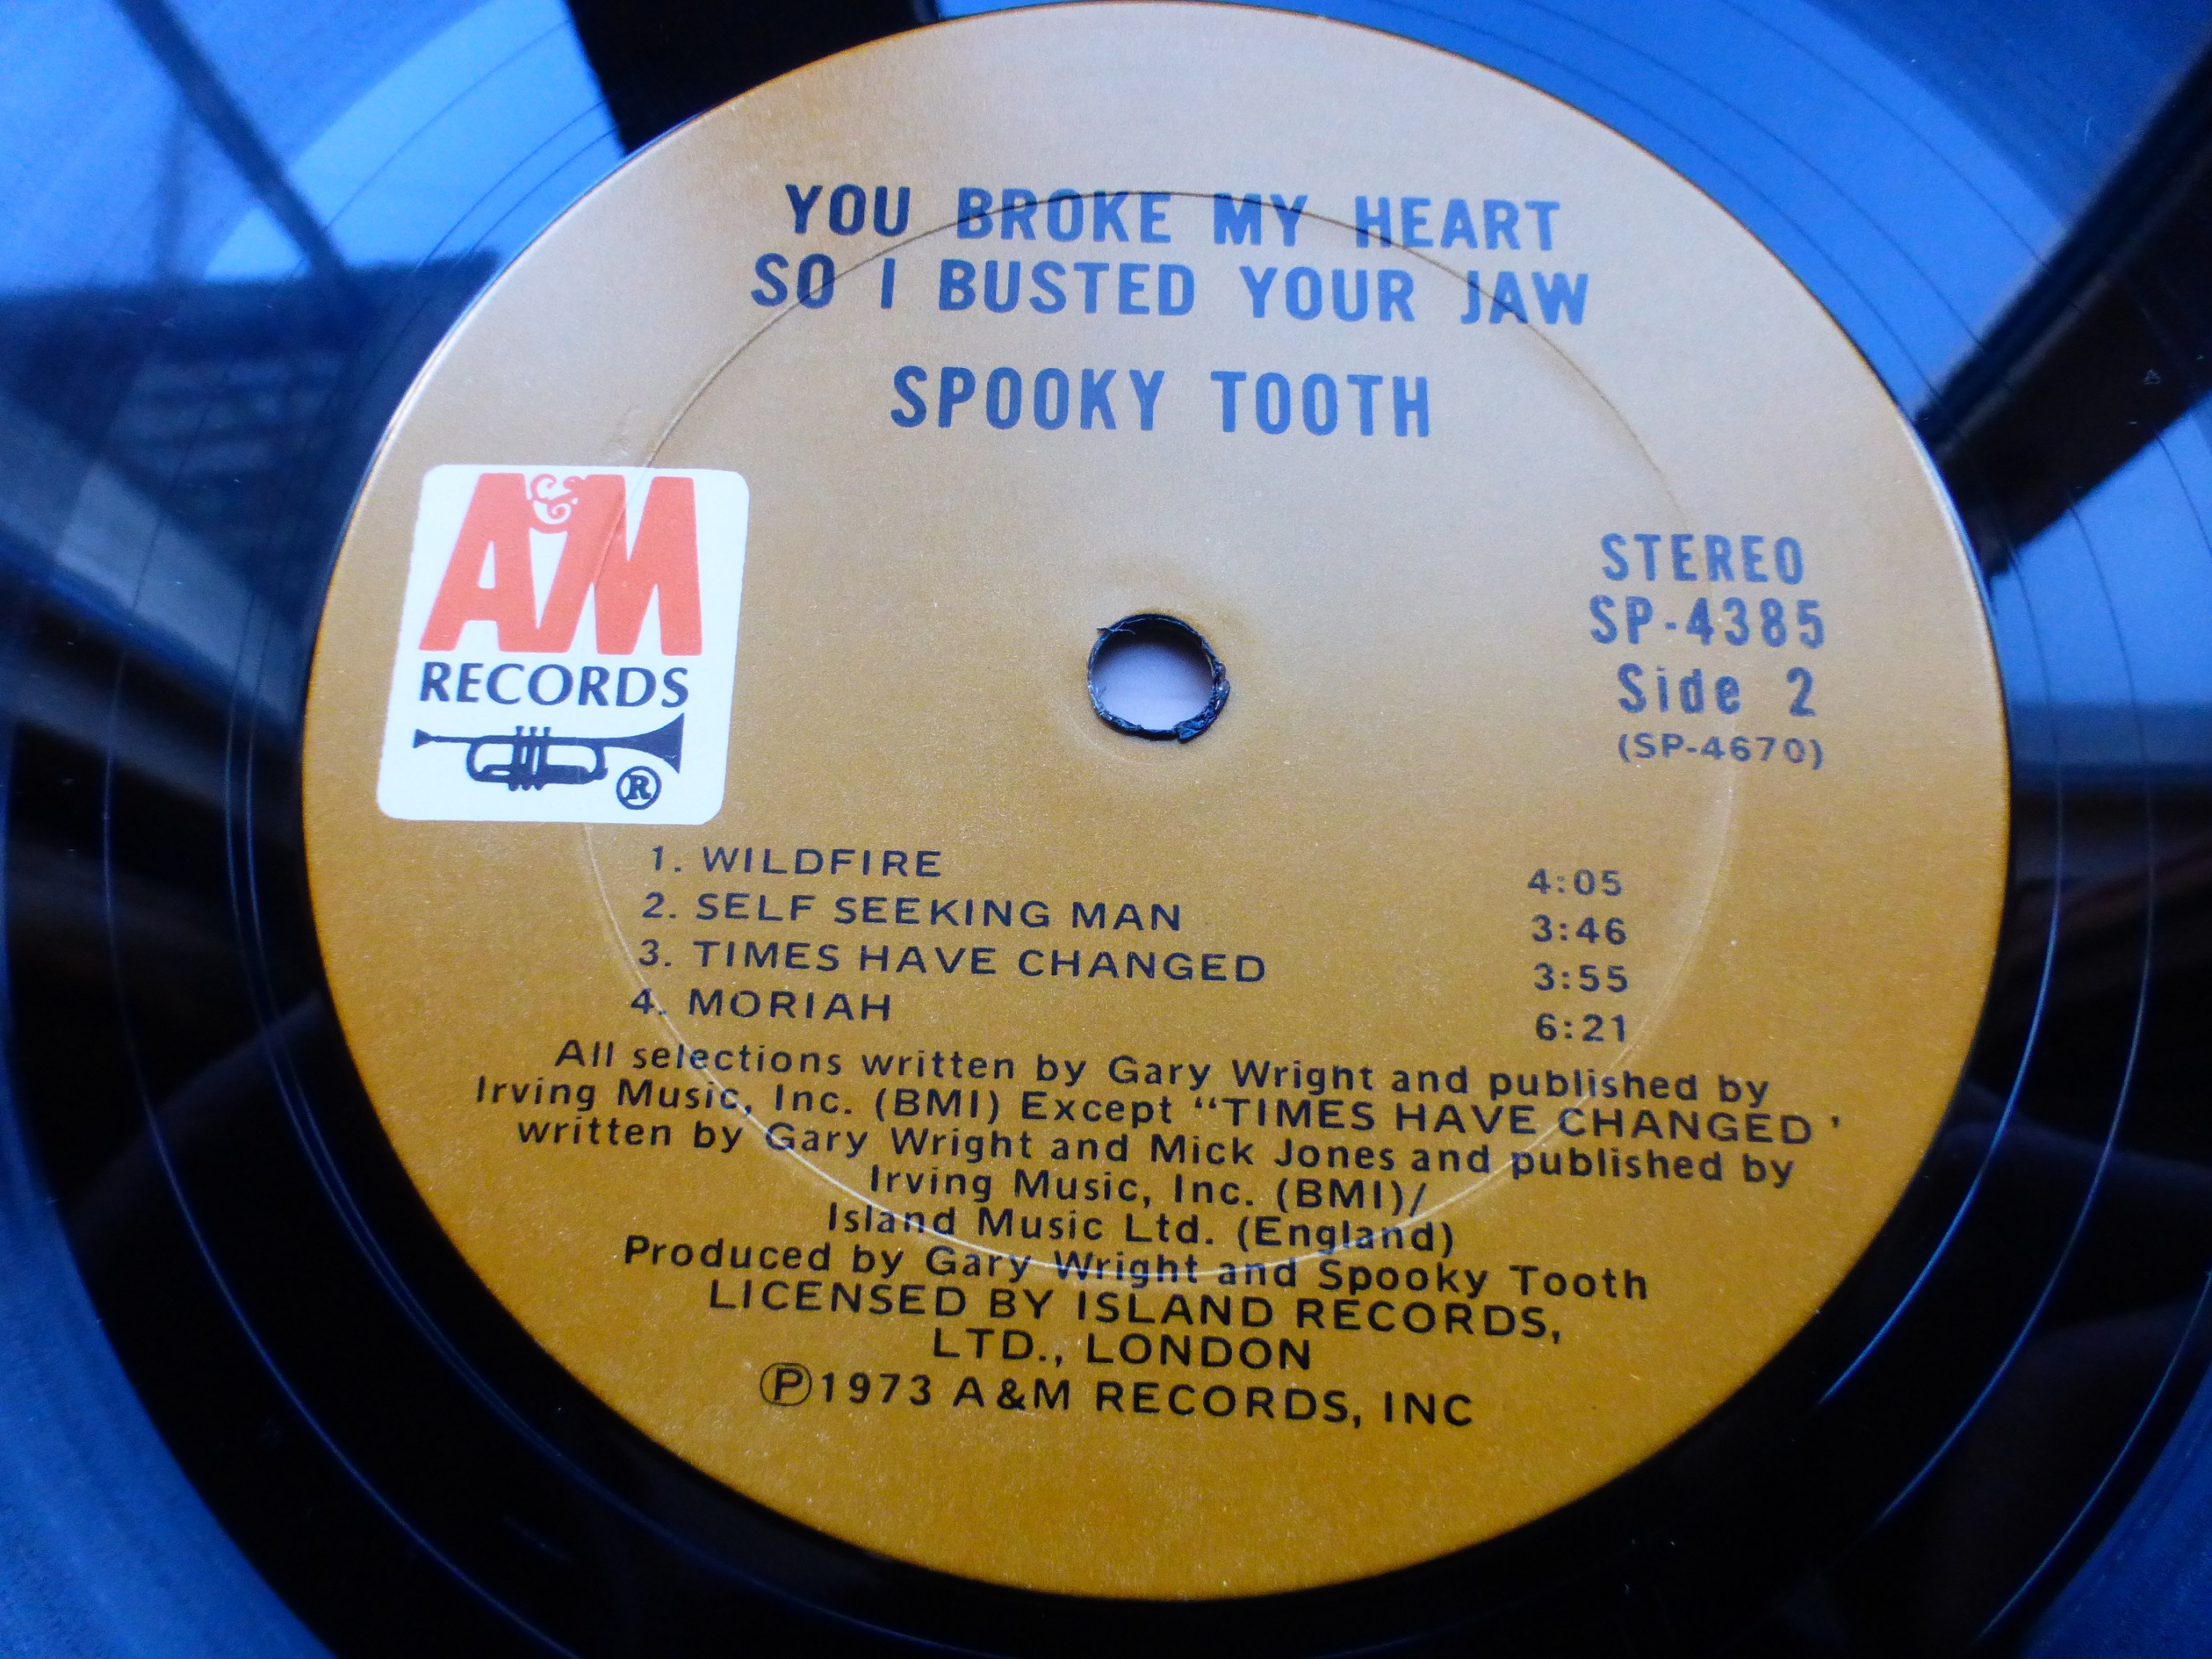 YOU BROKE MY HEART
SO I BUSTED YOUR JAW
SPOOKY TOOTH
A&M
RECORDS
®
STEREO
SP-4385
Side 2
(SP-4670)
1. WILDFIRE 4:05
2. SELF SEEKING MAN 3:46
3. TIMES HAVE CHANGED 3:55
4. MORIAH 6:21
All selections written by Gary Wright and published by
Irving Music, Inc. (BMI) Except “TIMES HAVE CHANGED ’
written by Gary Wright and Mick Jones and published by
Irving Music, Inc. (BMI)/
Island Music Ltd. (England)
Produced by Gary Wright and Spooky Tooth
LICENSED BY ISLAND RECORDS,
LTD., LONDON
℗1973 A&M RECORDS, INC